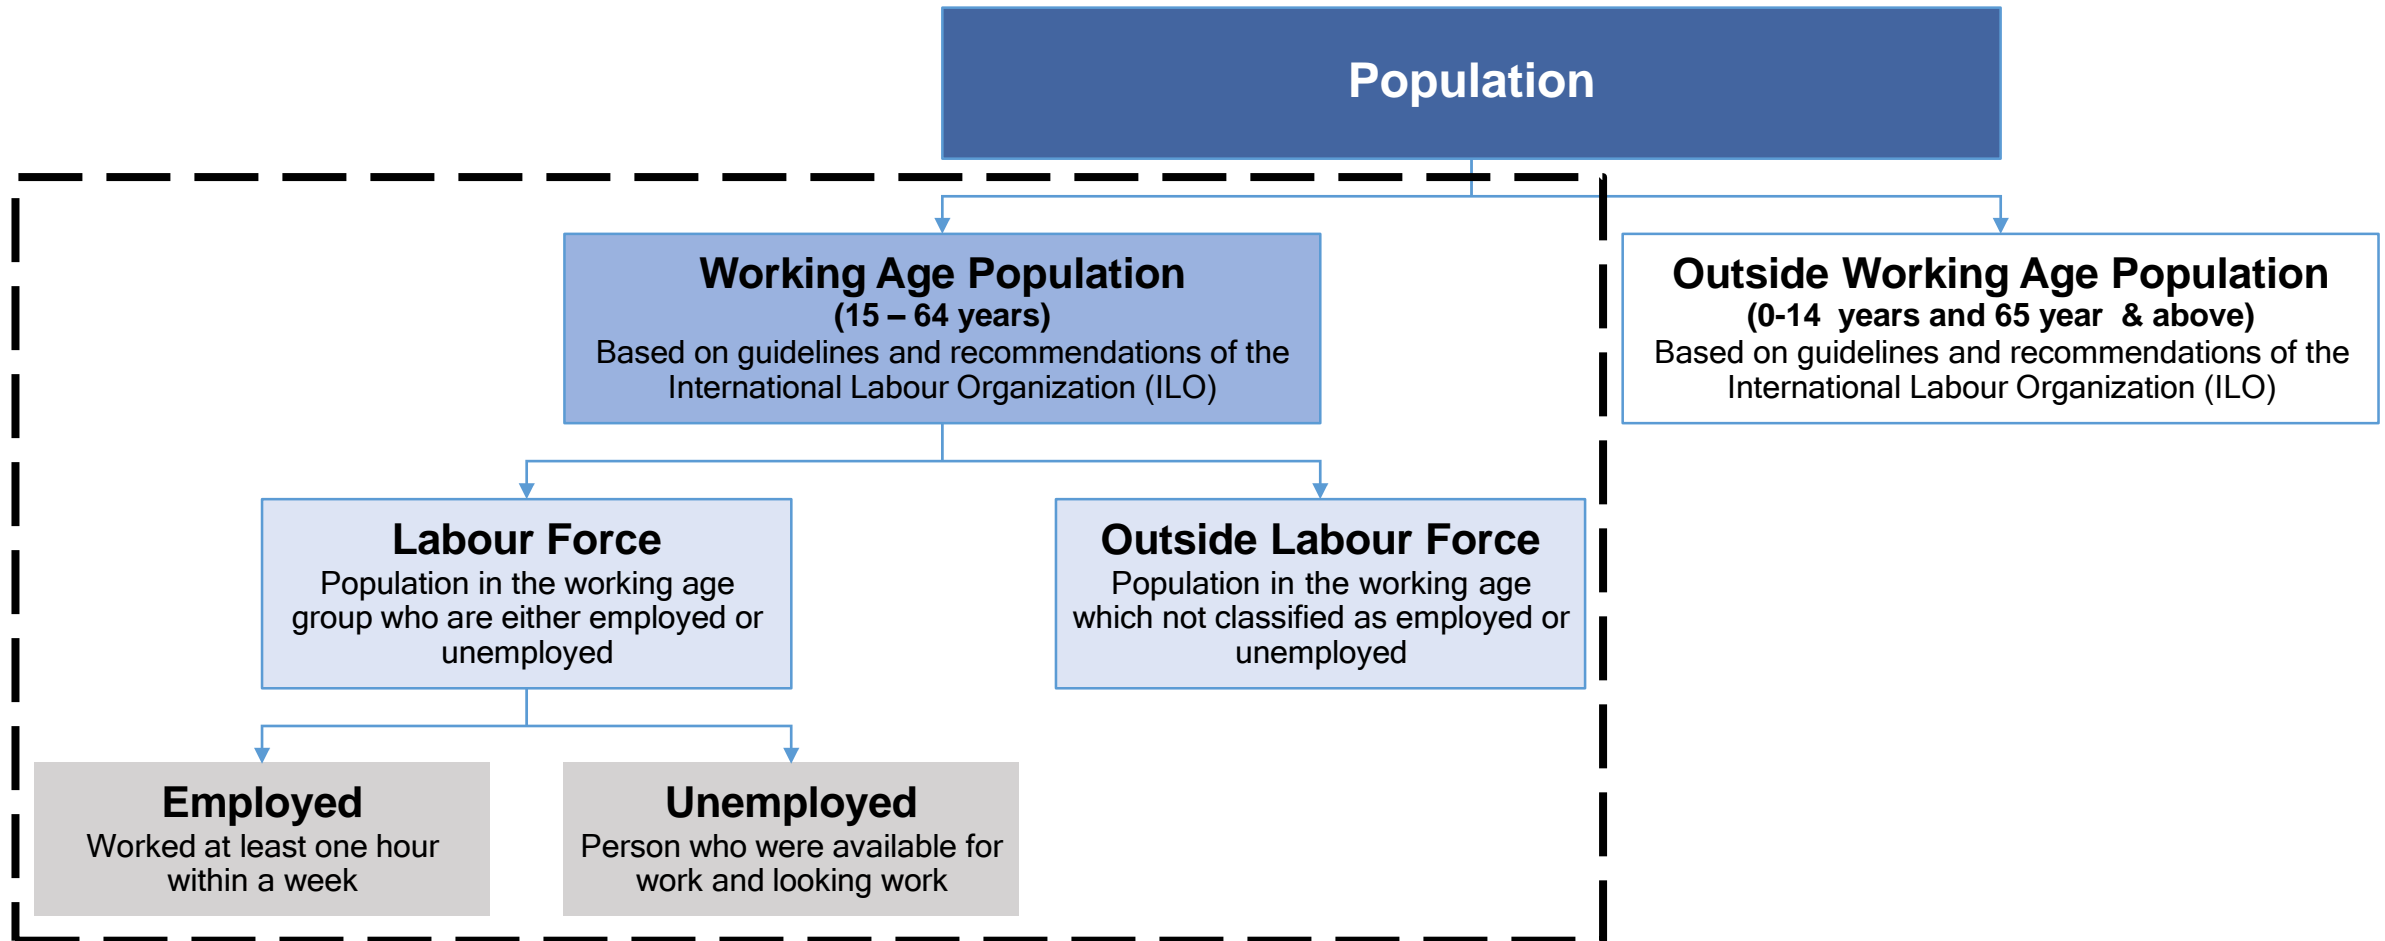 Population
Working Age Population
(15 – 64 years)
Based on guidelines and recommendations of the
International Labour Organization (ILO)
Outside Working Age Population
(0-14 years and 65 year & above)
Based on guidelines and recommendations of the
International Labour Organization (ILO)
Labour Force
Population in the working age
group who are either employed or
unemployed
Outside Labour Force
Population in the working age
which not classified as employed or
unemployed
Employed
Worked at least one hour
within a week
Unemployed
Person who were available for
work and looking work